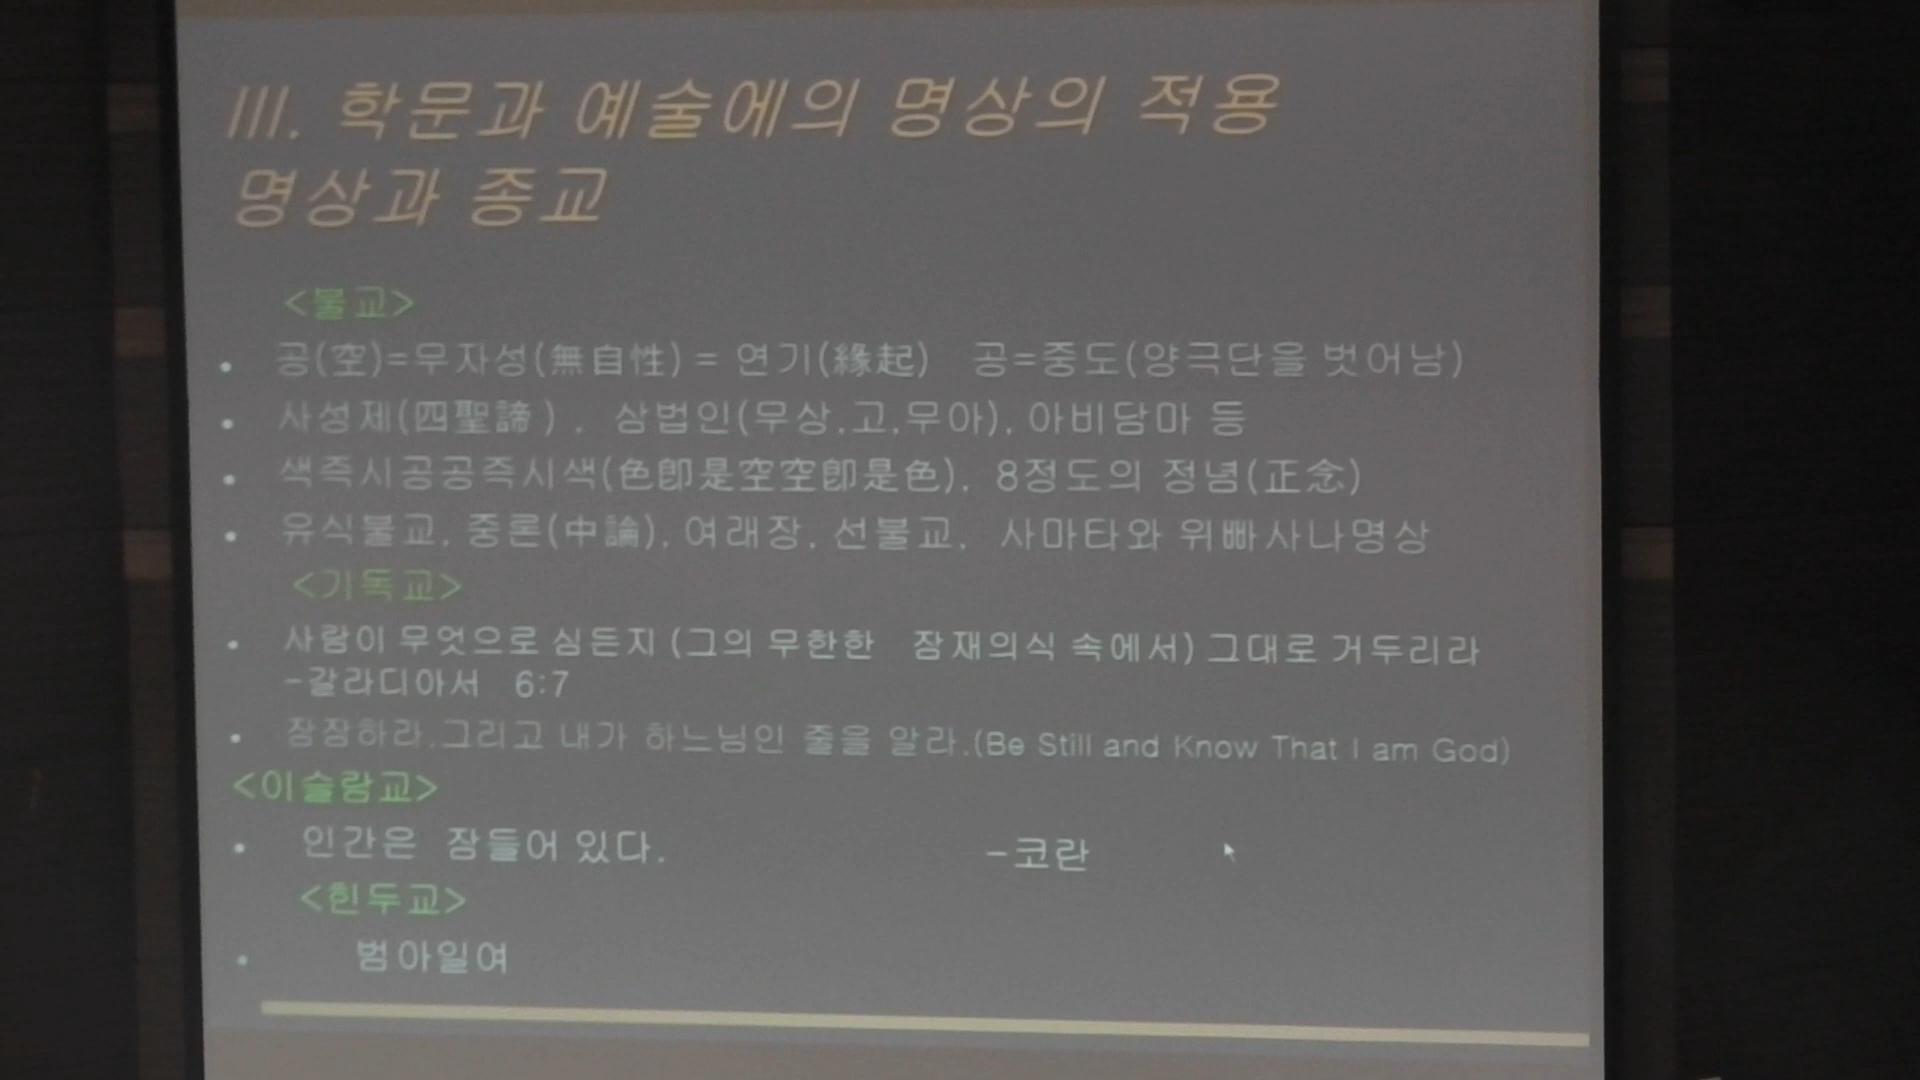 III. 학문과 예술에의 명상의 적용
명상과 종교
<불교>
• 공(空)=무자성(無自性) = 연기(緣起) 공=중도(양극단을 벗어남)
• 사성제(四聖諦), 삼법인(무상,고,무아), 아비담마 등
• 색즉시공공즉시색(色卽是空空卽是色), 8정도의 정념(正念)
• 유식불교, 중론(中論), 여래장, 선불교, 사마타와 위빠사나명상
<기독교>
• 사람이 무엇으로 심든지 (그의 무한한 잠재의식 속에서) 그대로 거두리라
-갈라디아서 6:7
• 잠잠하라.그리고 내가 하느님인 줄을 알라.(Be Still and Know That I am God)
<이슬람교>
• 인간은 잠들어 있다. -코란
<힌두교>
• 범아일여